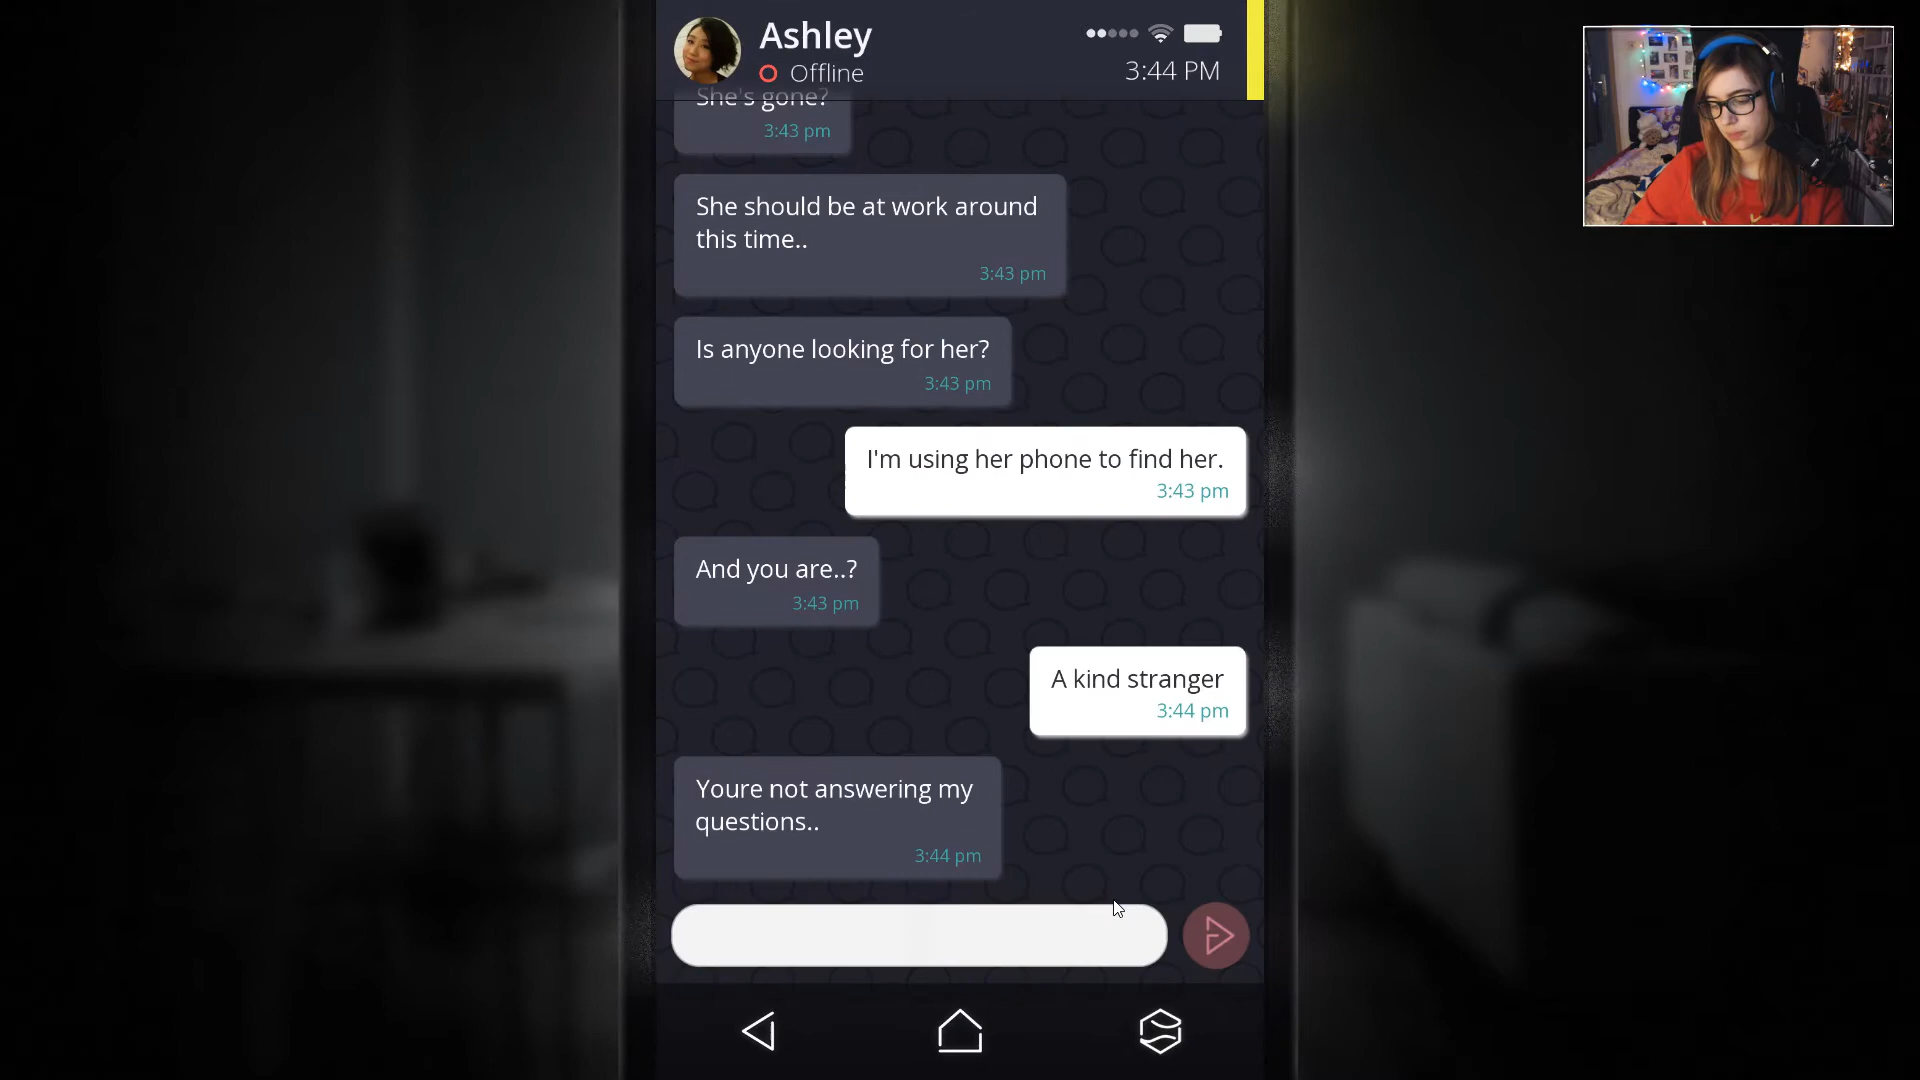 Ashley
Offline
3:44 PM
She's gone?
3:43 pm
She should be at work around
this time..
3:43 pm
Is anyone looking for her?
3:43 pm
I'm using her phone to find her.
3:43 pm
And you are..?
3:43 pm
A kind stranger
3:44 pm
Youre not answering my
questions..
3:44 pm